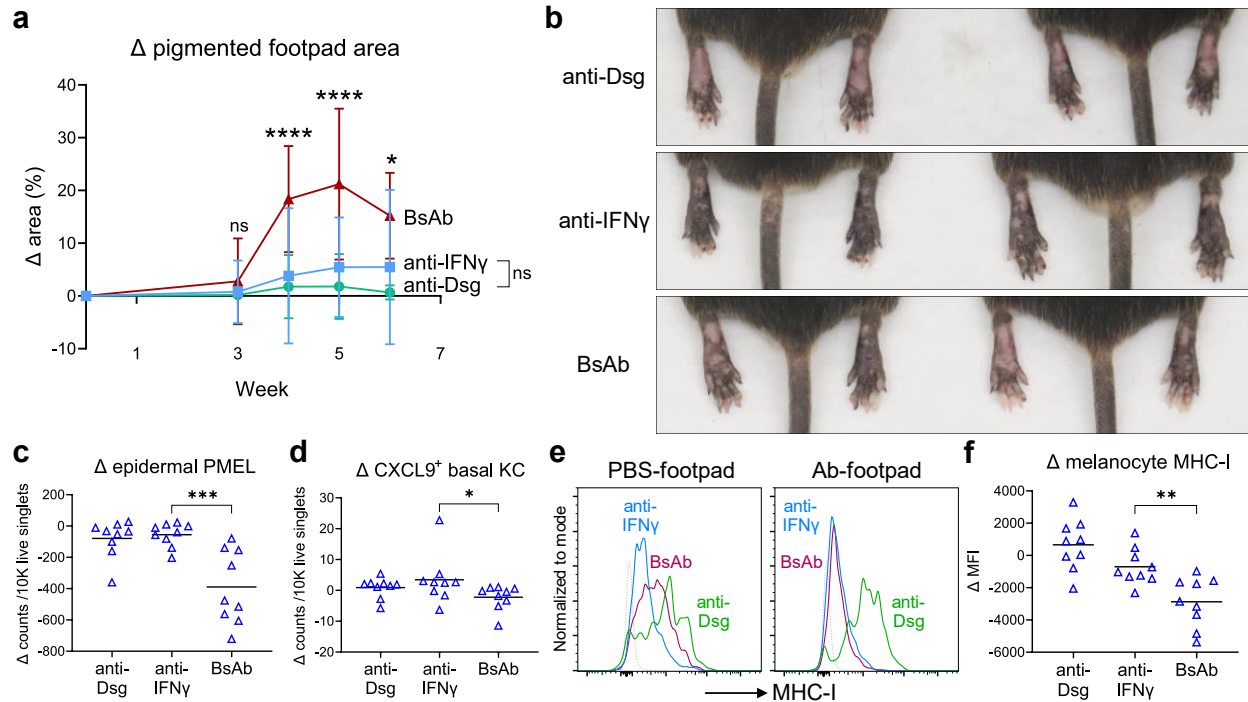 a
Δ pigmented footpad area
40
30
20
10
0
-10
Δ area (%)
****
****
*
ns
BsAb
anti-IFNγ
anti-Dsg
ns
1
3
5
7
Week
b
anti-Dsg
anti-IFNγ
BsAb
c
Δ epidermal PMEL
***
0
-200
-400
-600
-800
Δ counts /10K live singlets
anti-
Dsg
anti-
IFNγ
BsAb
d
Δ CXCL9⁺ basal KC
*
30
20
10
0
-10
-20
Δ counts /10K live singlets
anti-
Dsg
anti-
IFNγ
BsAb
e
PBS-footpad
Ab-footpad
Normalized to mode
anti-
IFNγ
BsAb
anti-
Dsg
anti-
IFNγ
BsAb
anti-
Dsg
MHC-I
f
Δ melanocyte MHC-I
**
4000
2000
0
-2000
-4000
-6000
Δ MFI
anti-
Dsg
anti-
IFNγ
BsAb